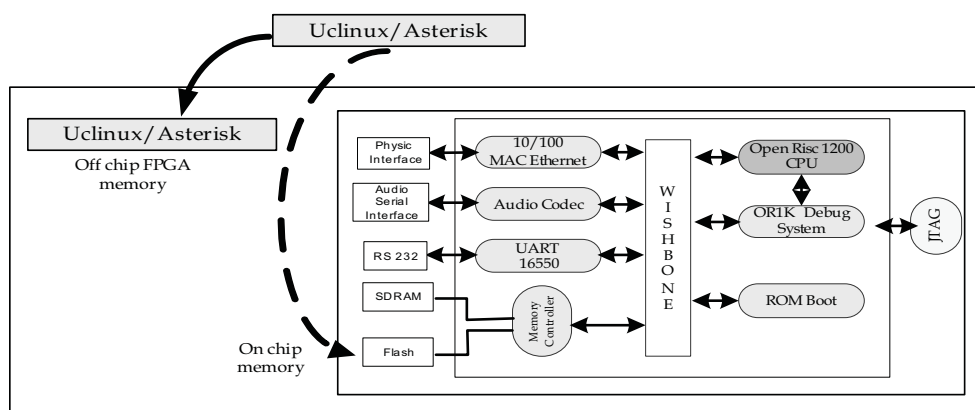 Uclinux/Asterisk
Uclinux/Asterisk
Off chip FPGA
memory
On chip
memory
Physic
Interface
Audio
Serial
Interface
RS 232
SDRAM
Flash
10/100
MAC Ethernet
Audio Codec
UART
16550
Memory
Controller
WISHBONE
Open Risc 1200
CPU
OR1K Debug
System
ROM Boot
JTAG